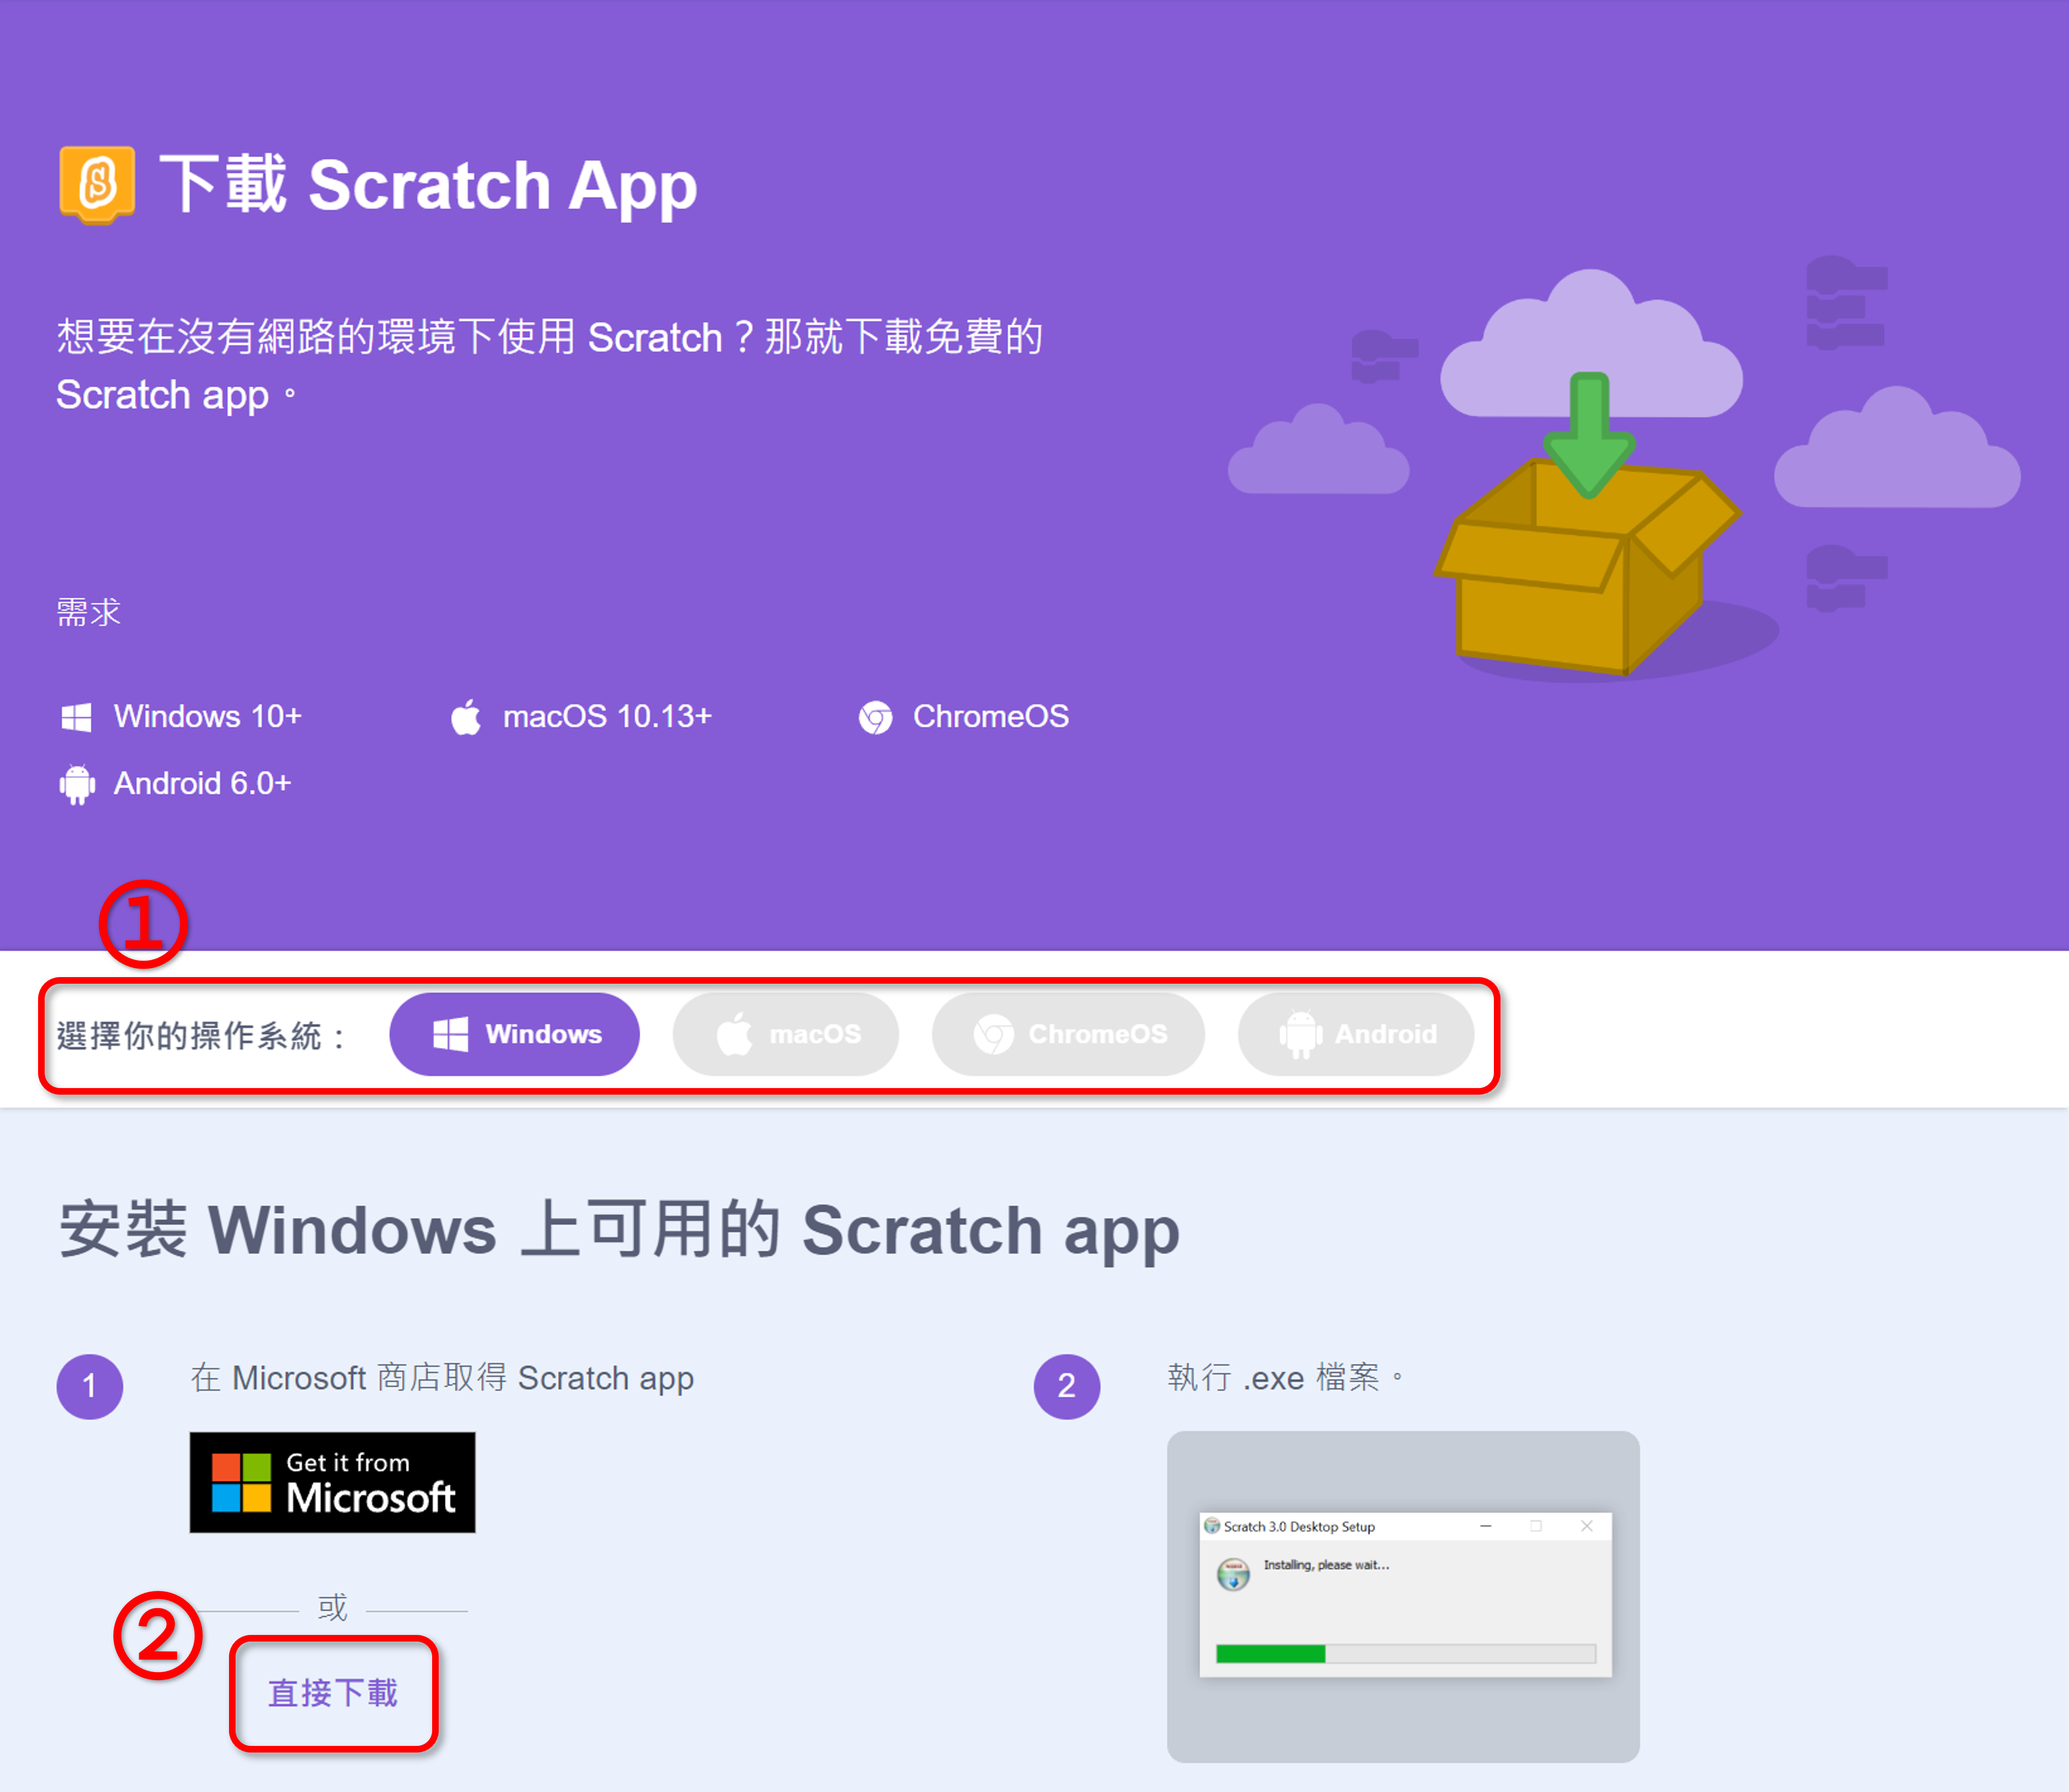 下載 Scratch App
想要在沒有網路的環境下使用 Scratch？那就下載免費的
Scratch app。
需求
Windows 10+
macOS 10.13+
ChromeOS
Android 6.0+
①
選擇你的操作系統：
Windows
macOS
ChromeOS
Android
安裝 Windows 上可用的 Scratch app
1
在 Microsoft 商店取得 Scratch app
Get it from
Microsoft
或
②
直接下載
2
執行 .exe 檔案。
Scratch 3.0 Desktop Setup
Installing, please wait...